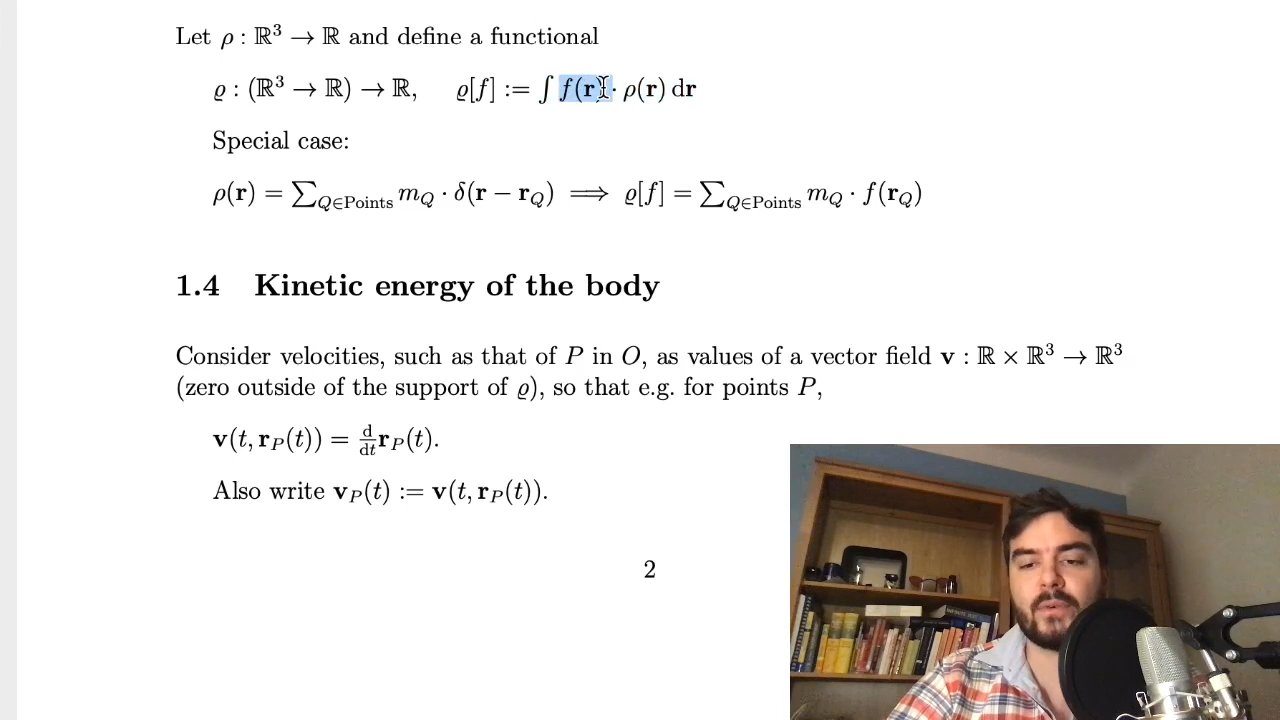 Let ρ : ℝ³ → ℝ and define a functional
ϱ : (ℝ³ → ℝ) → ℝ, ϱ[f] := ∫ f(r) · ρ(r) dr
Special case:
ρ(r) = ∑_{Q∈Points} m_Q · δ(r − r_Q) ⟹ ϱ[f] = ∑_{Q∈Points} m_Q · f(r_Q)
1.4 Kinetic energy of the body
Consider velocities, such as that of P in O, as values of a vector field v : ℝ × ℝ³ → ℝ³
(zero outside of the support of ϱ), so that e.g. for points P,
v(t, r_P(t)) = d/dt r_P(t).
Also write v_P(t) := v(t, r_P(t)).
2